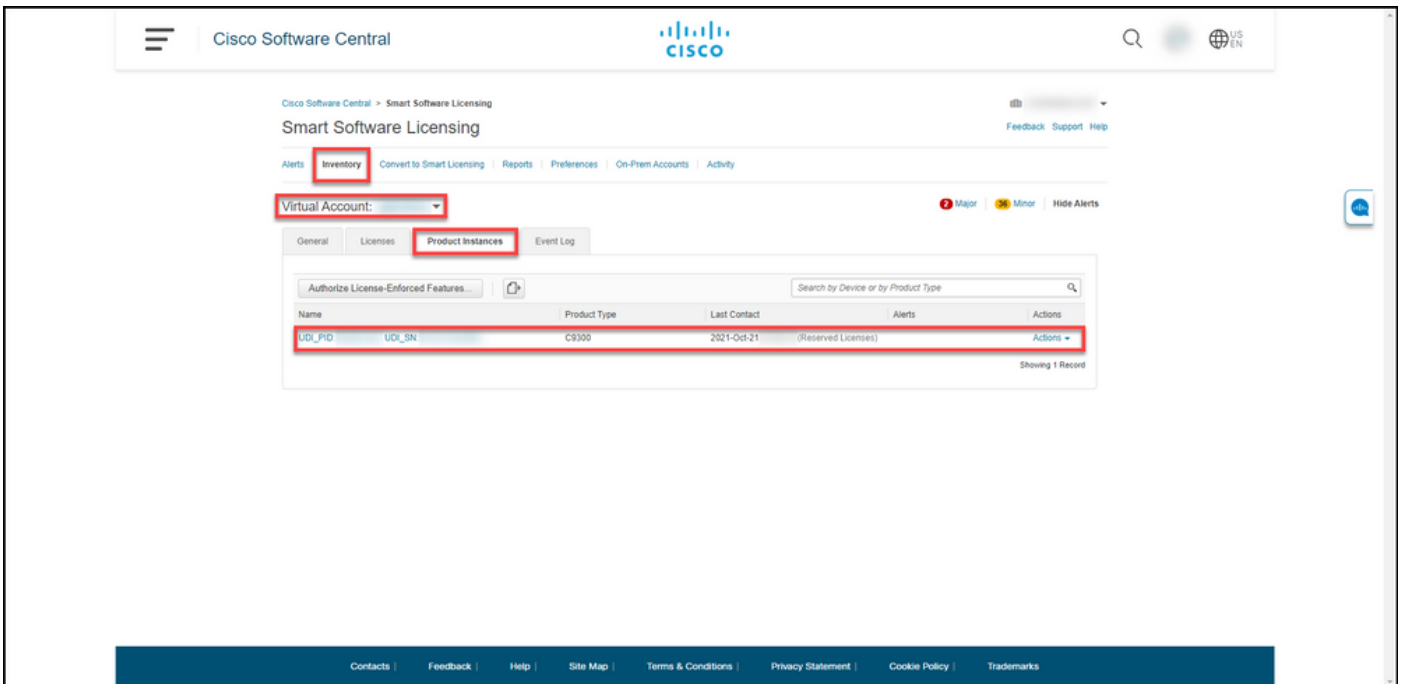 Cisco Software Central
CISCO
US
EN
Cisco Software Central > Smart Software Licensing
Smart Software Licensing
Feedback Support Help
Alerts Inventory Convert to Smart Licensing Reports Preferences On-Prem Accounts Activity
Virtual Account:
2 Major 36 Minor Hide Alerts
General Licenses Product Instances Event Log
Authorize License-Enforced Features... Search by Device or by Product Type
Name Product Type Last Contact Alerts Actions
UDI_PID UDI_SN C9300 2021-Oct-21 (Reserved Licenses) Actions
Showing 1 Record
Contacts | Feedback | Help | Site Map | Terms & Conditions | Privacy Statement | Cookie Policy | Trademarks